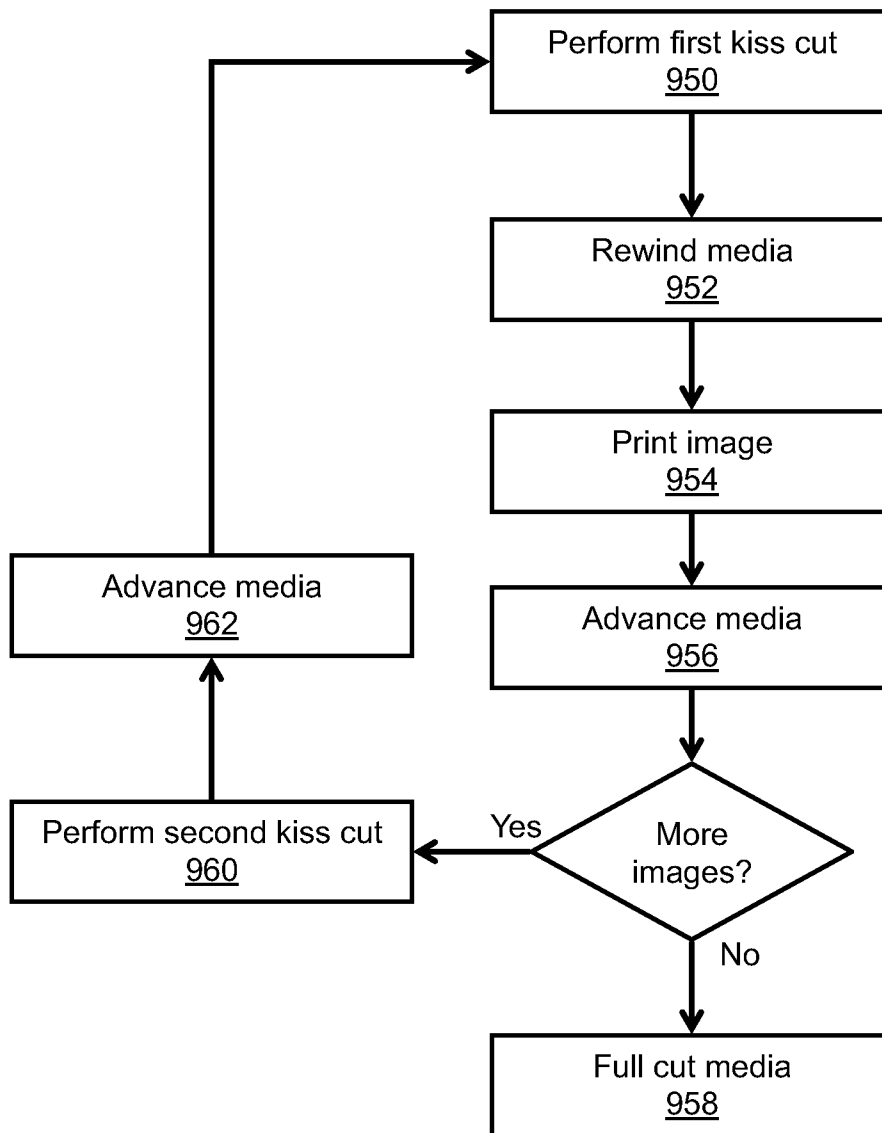 Perform first kiss cut
950
Rewind media
952
Print image
954
Advance media
956
More
images?
Yes
No
Perform second kiss cut
960
Advance media
962
Full cut media
958